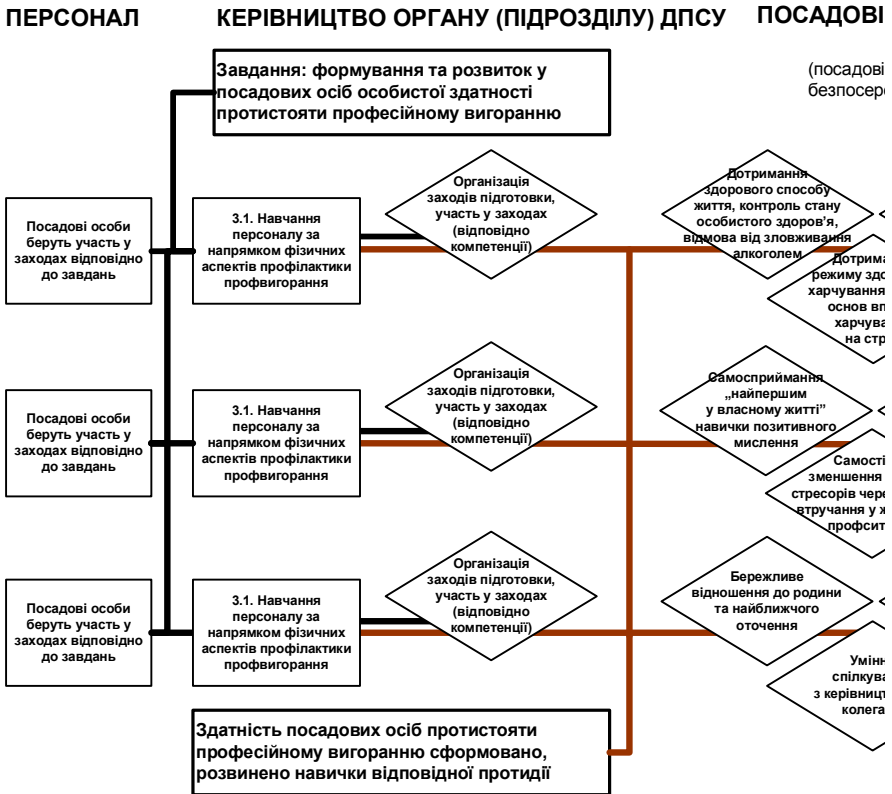 ПЕРСОНАЛ
КЕРІВНИЦТВО ОРГАНУ (ПІДРОЗДІЛУ) ДПСУ
ПОСАДОВІ
(посадові
безпосере
Завдання: формування та розвиток у
посадових осіб особистої здатності
протистояти професійному вигоранню
Посадові особи
беруть участь у
заходах відповідно
до завдань
3.1. Навчання
персоналу за
напрямком фізичних
аспектів профілактики
профвигорання
Організація
заходів підготовки,
участь у заходах
(відповідно
компетенції)
Дотримання
здорового способу
життя, контроль стану
особистого здоров’я,
відмова від зловживання
алкоголем
Дотрима
режиму здо
харчування
основ вп
харчува
на стр
Посадові особи
беруть участь у
заходах відповідно
до завдань
3.1. Навчання
персоналу за
напрямком фізичних
аспектів профілактики
профвигорання
Організація
заходів підготовки,
участь у заходах
(відповідно
компетенції)
Самосприймання
„найпершим
у власному житті”
навички позитивного
мислення
Самості
зменшення
стресорів чере
втручання у ж
профсит
Посадові особи
беруть участь у
заходах відповідно
до завдань
3.1. Навчання
персоналу за
напрямком фізичних
аспектів профілактики
профвигорання
Організація
заходів підготовки,
участь у заходах
(відповідно
компетенції)
Бережливе
відношення до родини
та найближчого
оточення
Умінн
спілкува
з керівницт
колега
Здатність посадових осіб протистояти
професійному вигоранню сформовано,
розвинено навички відповідної протидії